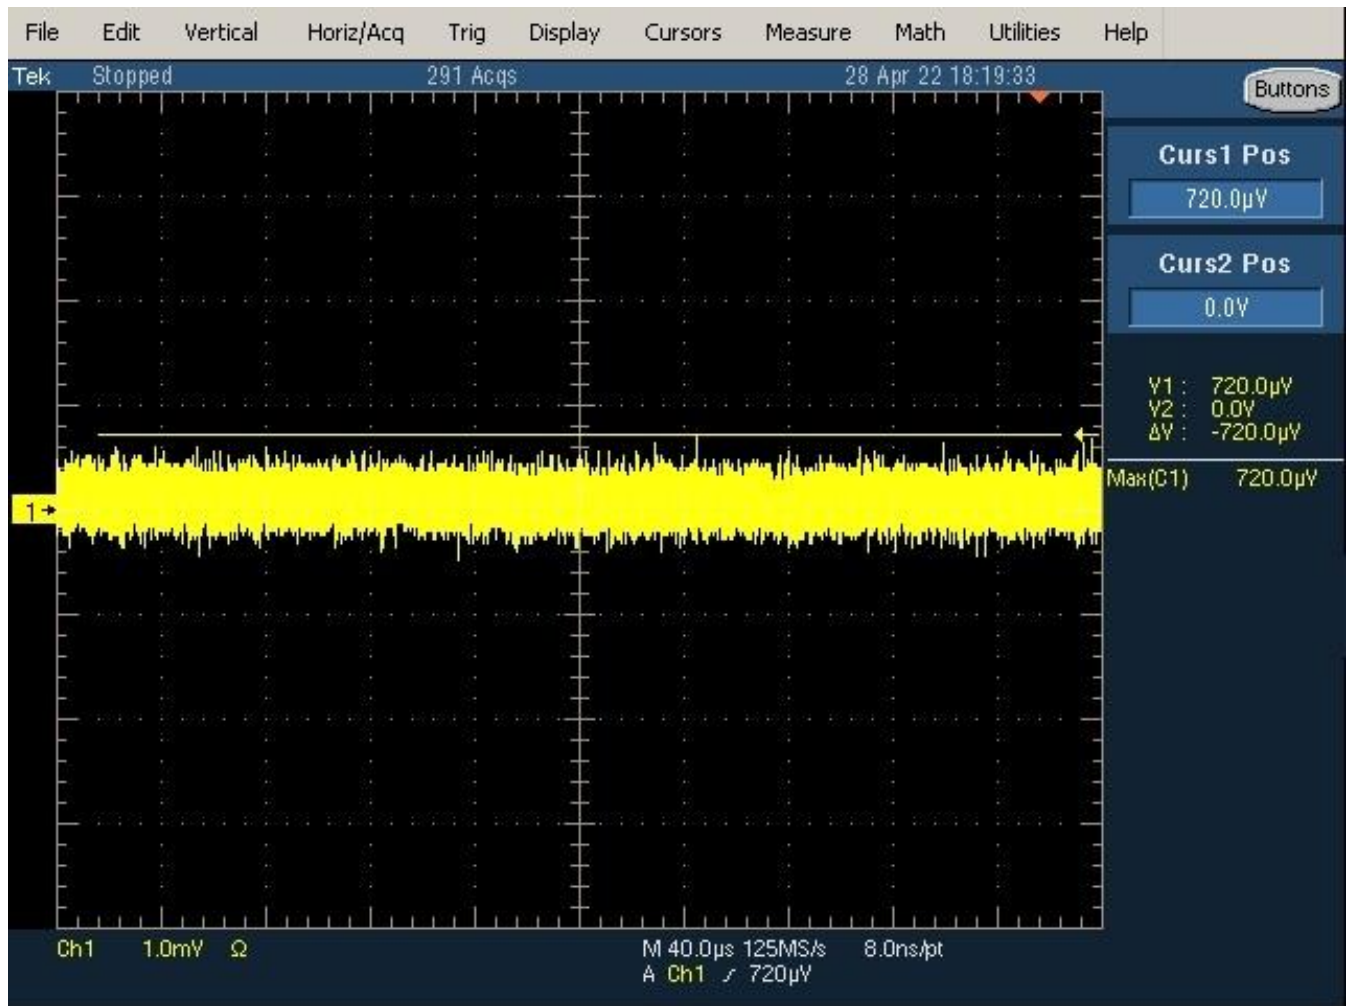 File Edit Vertical Horiz/Acq Trig Display Cursors Measure Math Utilities Help
Tek Stopped 291 Acqs 28 Apr 22 18:19:33
Buttons
Curs1 Pos
720.0µV
Curs2 Pos
0.0V
V1 : 720.0µV
V2 : 0.0V
ΔV : -720.0µV
Max(C1) 720.0µV
1
Ch1 1.0mV Ω M 40.0µs 125MS/s 8.0ns/pt
A Ch1 720µV